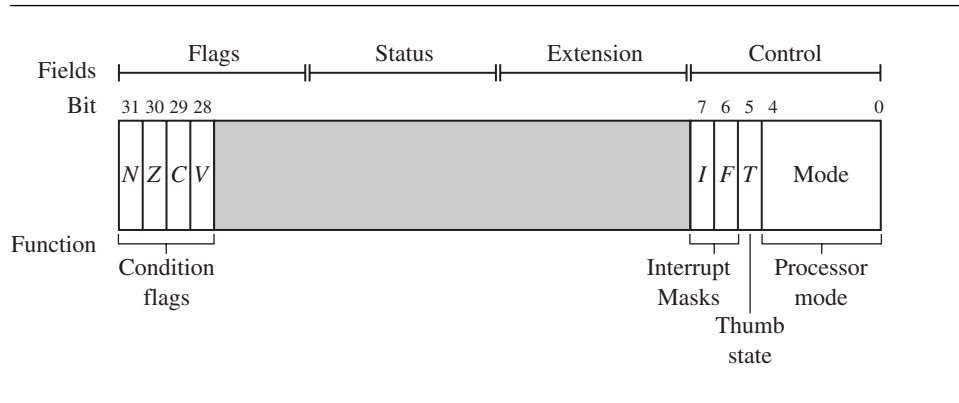 Fields Flags Status Extension Control
Bit 31 30 29 28 7 6 5 4 0
N Z C V I F T Mode
Function
Condition flags
Interrupt Masks
Thumb state
Processor mode